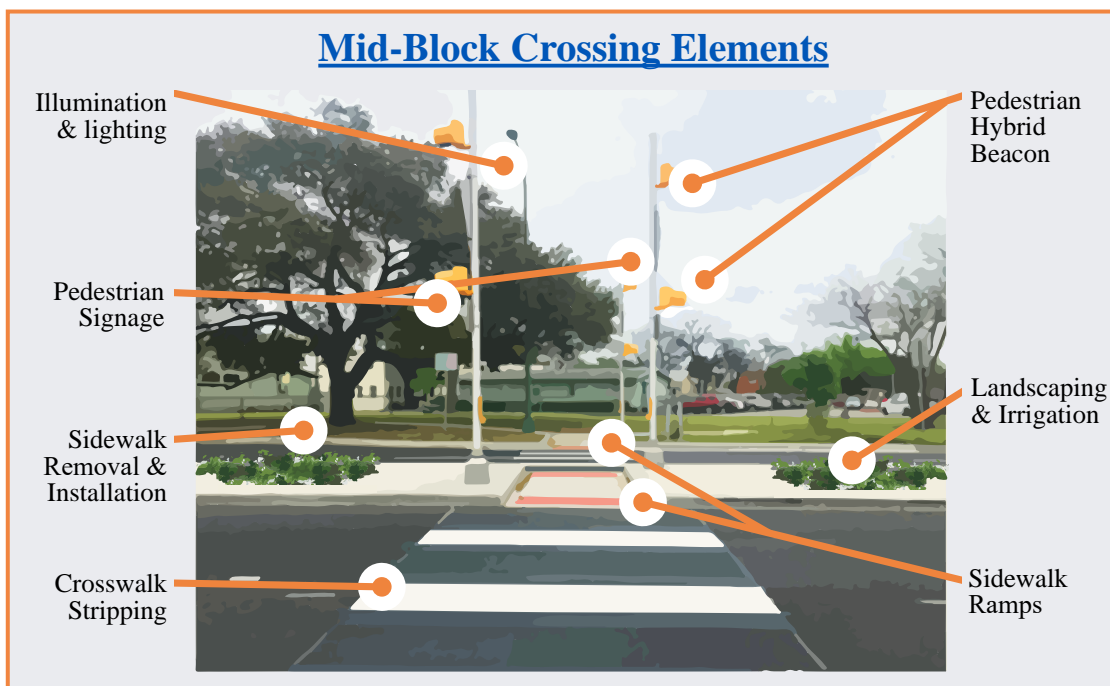 Mid-Block Crossing Elements
Illumination
& lighting
Pedestrian
Signage
Sidewalk
Removal &
Installation
Crosswalk
Stripping
Pedestrian
Hybrid
Beacon
Landscaping
& Irrigation
Sidewalk
Ramps